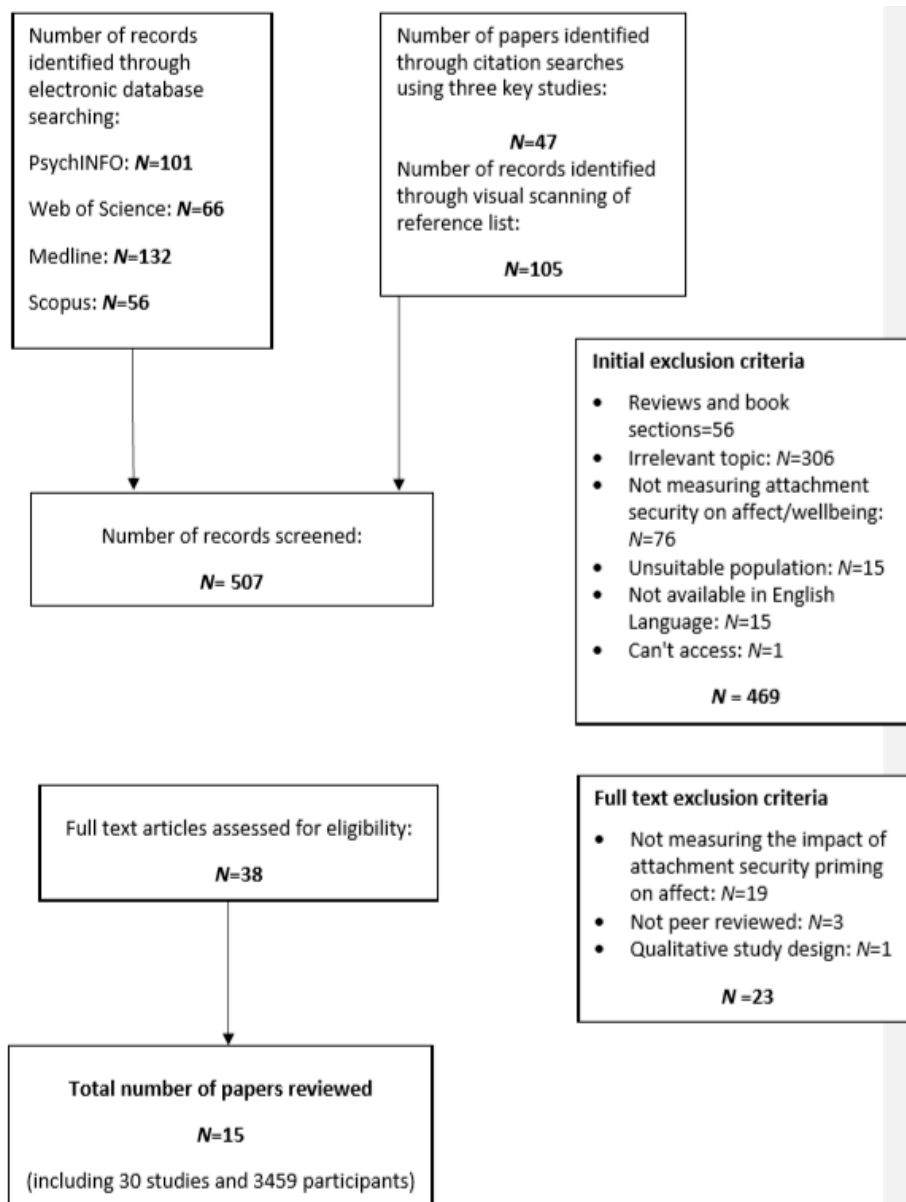 Number of records
identified through
electronic database
searching:
PsychINFO: N=101
Web of Science: N=66
Medline: N=132
Scopus: N=56
Number of papers identified
through citation searches
using three key studies:
N=47
Number of records identified
through visual scanning of
reference list:
N=105
Initial exclusion criteria
• Reviews and book
sections=56
• Irrelevant topic: N=306
• Not measuring attachment
security on affect/wellbeing:
N=76
• Unsuitable population: N=15
• Not available in English
Language: N=15
• Can't access: N=1
N = 469
Number of records screened:
N= 507
Full text articles assessed for eligibility:
N=38
Full text exclusion criteria
• Not measuring the impact of
attachment security priming
on affect: N=19
• Not peer reviewed: N=3
• Qualitative study design: N=1
N =23
Total number of papers reviewed
N=15
(including 30 studies and 3459 participants)